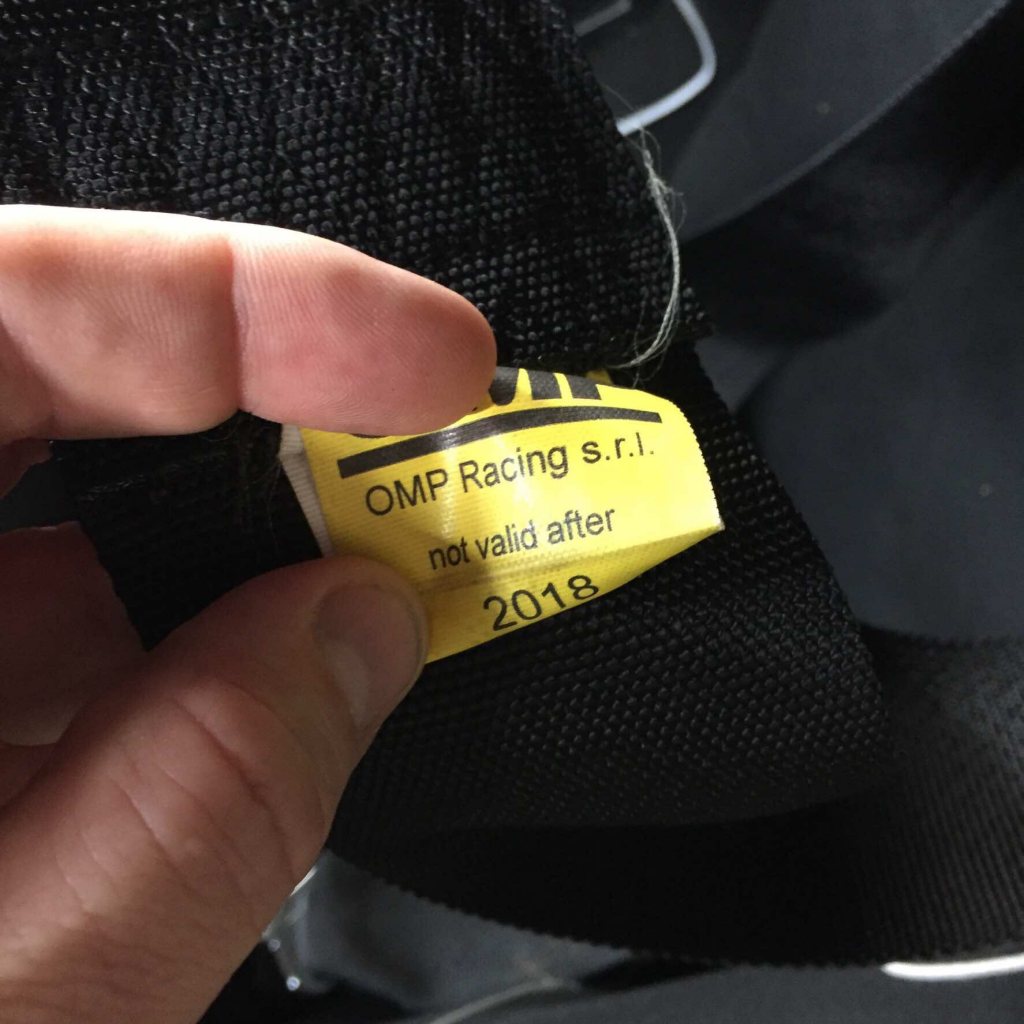 OMP Racing s.r.l.
not valid after
2018